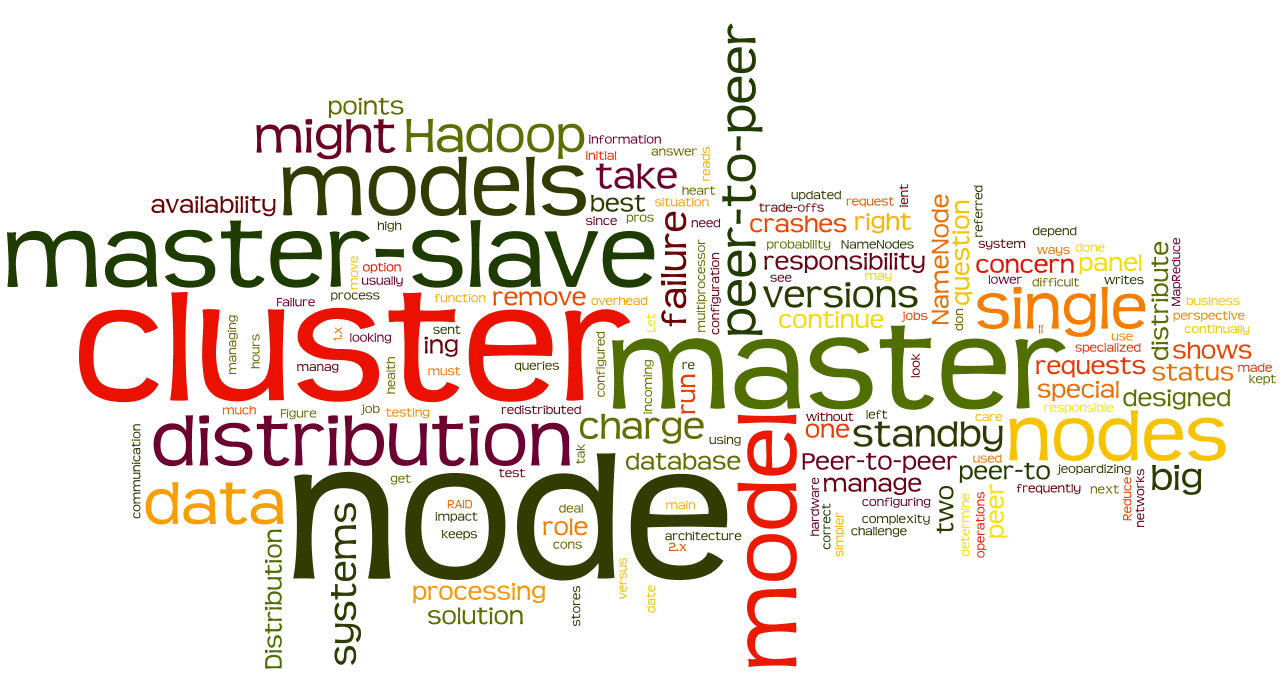 points
might
Hadoop
information
initial
answer
reads
models
take
heart
availability
best
situation
high
since
pros
need
master-slave
failure
peer-to-peer
updated
request
ient
trade-offs
crashes
right
probability
NameNodes
responsibility
see
may
versions
continue
jobs
NameNode
question
don
referred
depend
system
ways
done
concern
panel
lower
difficult
writes
distribute
MapReduce
business
perspective
continually
single
move
option
usually
process
multiprocessor
configuration
Failure
function
remove
overhead
cluster
managing
hours
1.x
looking
sent
ing
manag
health
must
queries
configured
Let
incoming
re
run
master
look
ll
use
specialized
requests
shows
status
made
kept
special
designed
responsible
much
Figure
job
testing
redistributed
distribution
charge
using
tak
test
get
database
model
without
left
one
standby
care
nodes
used
Peer-to-peer
peer-to
jeopardizing
big
manage
frequently
next
Reduce
networks
communication
data
node
RAID
impact
keeps
deal
role
cons
main
architecture
2.x
hardware
correct
simpler
configuring
complexity
challenge
two
determine
operations
peer
Distribution
systems
processing
solution
stores
versus
date